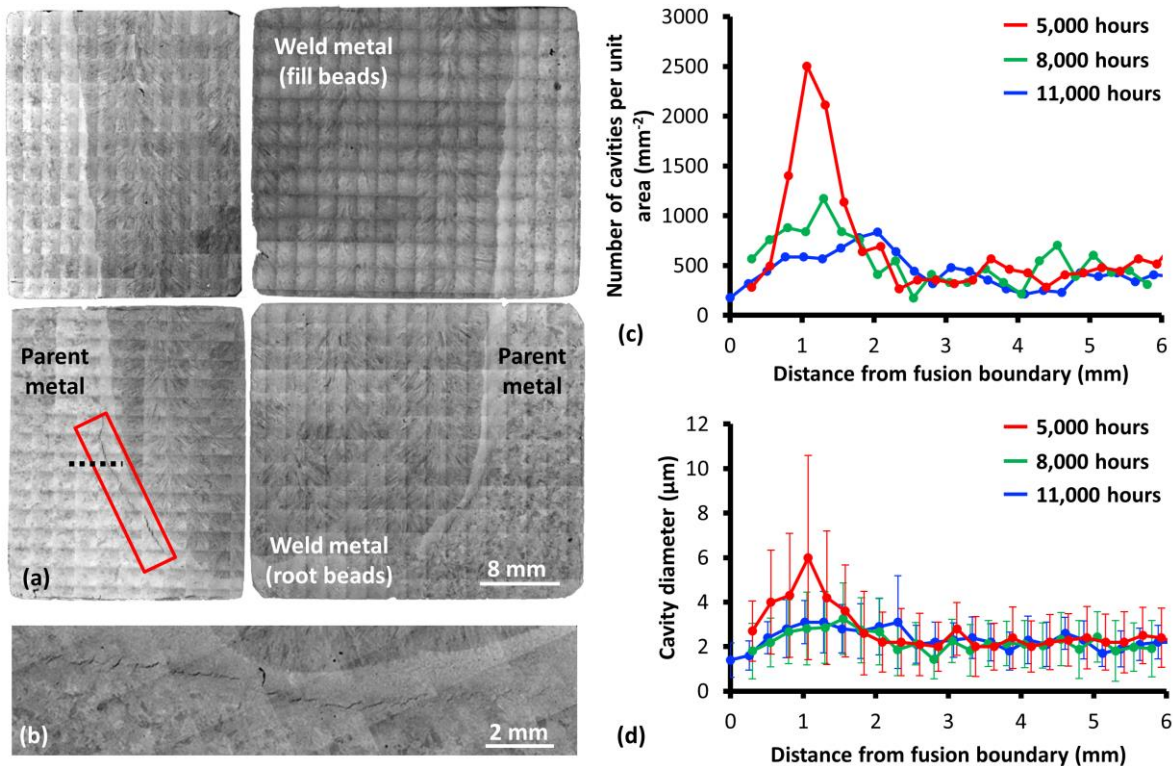 Weld metal
(fill beads)
Parent
metal
Parent
metal
Weld metal
(root beads)
8 mm
(a)
(b)
2 mm
3000
2500
2000
1500
1000
500
0
0 1 2 3 4 5 6
Number of cavities per unit
area (mm-2)
Distance from fusion boundary (mm)
5,000 hours
8,000 hours
11,000 hours
(c)
12
10
8
6
4
2
0
0 1 2 3 4 5 6
Cavity diameter (µm)
Distance from fusion boundary (mm)
5,000 hours
8,000 hours
11,000 hours
(d)